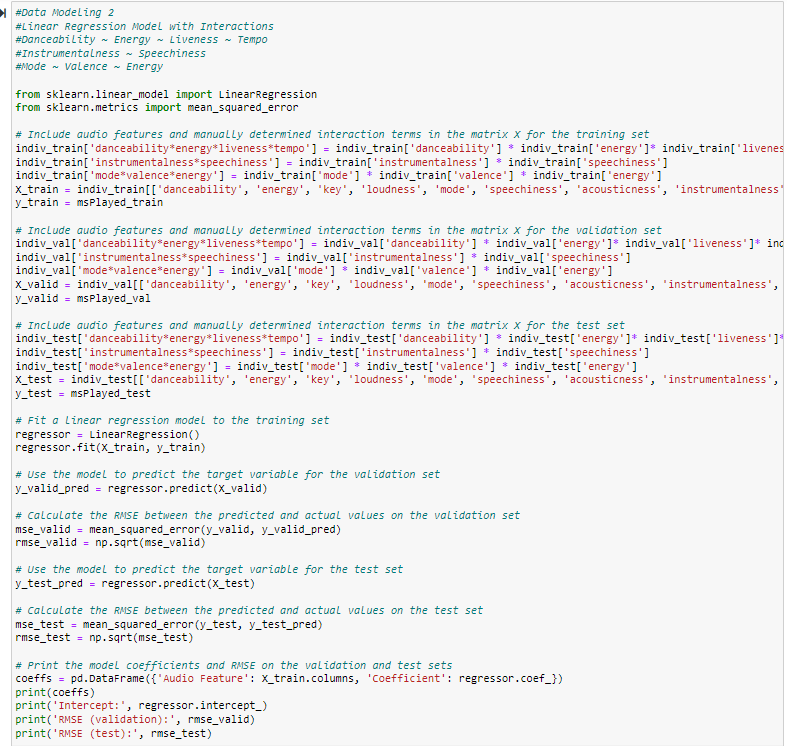 #Data Modeling 2
#Linear Regression Model with Interactions
#Danceability ~ Energy ~ Liveness ~ Tempo
#Instrumentalness ~ Speechiness
#Mode ~ Valence ~ Energy
from sklearn.linear_model import LinearRegression
from sklearn.metrics import mean_squared_error
# Include audio features and manually determined interaction terms in the matrix X for the training set
indiv_train['danceability*energy*liveness*tempo'] = indiv_train['danceability'] * indiv_train['energy']* indiv_train['livenes
indiv_train['instrumentalness*speechiness'] = indiv_train['instrumentalness'] * indiv_train['speechiness']
indiv_train['mode*valence*energy'] = indiv_train['mode'] * indiv_train['valence'] * indiv_train['energy']
X_train = indiv_train[['danceability', 'energy', 'key', 'loudness', 'mode', 'speechiness', 'acousticness', 'instrumentalness'
y_train = msPlayed_train
# Include audio features and manually determined interaction terms in the matrix X for the validation set
indiv_val['danceability*energy*liveness*tempo'] = indiv_val['danceability'] * indiv_val['energy']* indiv_val['liveness']* ind
indiv_val['instrumentalness*speechiness'] = indiv_val['instrumentalness'] * indiv_val['speechiness']
indiv_val['mode*valence*energy'] = indiv_val['mode'] * indiv_val['valence'] * indiv_val['energy']
X_valid = indiv_val[['danceability', 'energy', 'key', 'loudness', 'mode', 'speechiness', 'acousticness', 'instrumentalness',
y_valid = msPlayed_val
# Include audio features and manually determined interaction terms in the matrix X for the test set
indiv_test['danceability*energy*liveness*tempo'] = indiv_test['danceability'] * indiv_test['energy']* indiv_test['liveness']*
indiv_test['instrumentalness*speechiness'] = indiv_test['instrumentalness'] * indiv_test['speechiness']
indiv_test['mode*valence*energy'] = indiv_test['mode'] * indiv_test['valence'] * indiv_test['energy']
X_test = indiv_test[['danceability', 'energy', 'key', 'loudness', 'mode', 'speechiness', 'acousticness', 'instrumentalness',
y_test = msPlayed_test
# Fit a linear regression model to the training set
regressor = LinearRegression()
regressor.fit(X_train, y_train)
# Use the model to predict the target variable for the validation set
y_valid_pred = regressor.predict(X_valid)
# Calculate the RMSE between the predicted and actual values on the validation set
mse_valid = mean_squared_error(y_valid, y_valid_pred)
rmse_valid = np.sqrt(mse_valid)
# Use the model to predict the target variable for the test set
y_test_pred = regressor.predict(X_test)
# Calculate the RMSE between the predicted and actual values on the test set
mse_test = mean_squared_error(y_test, y_test_pred)
rmse_test = np.sqrt(mse_test)
# Print the model coefficients and RMSE on the validation and test sets
coeffs = pd.DataFrame({'Audio Feature': X_train.columns, 'Coefficient': regressor.coef_})
print(coeffs)
print('Intercept:', regressor.intercept_)
print('RMSE (validation):', rmse_valid)
print('RMSE (test):', rmse_test)